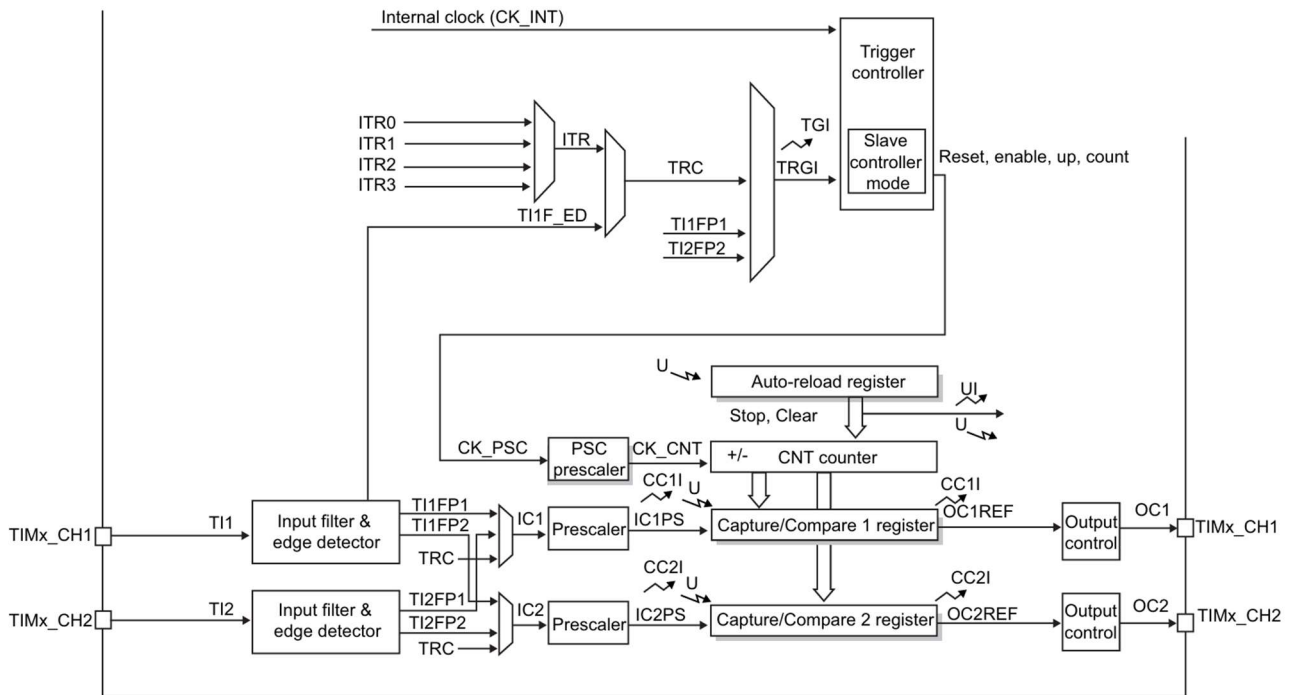 Internal clock (CK_INT)
Trigger
controller
TGI
ITR0
ITR1
ITR2
ITR3
ITR
TRC
TRGI
Slave
controller
mode
Reset, enable, up, count
TI1F_ED
TI1FP1
TI2FP2
U
Auto-reload register
UI
Stop, Clear
U
CK_PSC
PSC
prescaler
CK_CNT
+/-
CNT counter
CC1I
U
CC1I
TIMx_CH1
TI1
Input filter &
edge detector
TI1FP1
TI1FP2
TRC
IC1
Prescaler
IC1PS
Capture/Compare 1 register
OC1REF
Output
control
OC1
TIMx_CH1
CC2I
U
CC2I
TIMx_CH2
TI2
Input filter &
edge detector
TI2FP1
TI2FP2
TRC
IC2
Prescaler
IC2PS
Capture/Compare 2 register
OC2REF
Output
control
OC2
TIMx_CH2